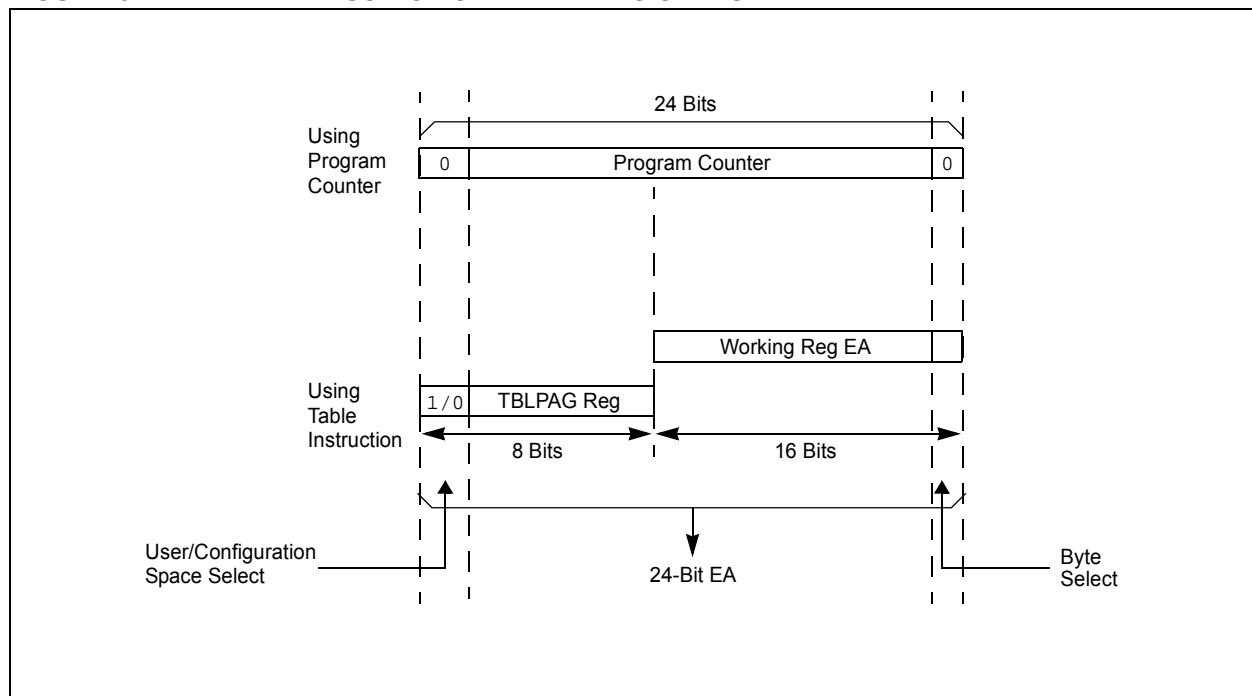 24 Bits
Using
Program
Counter
0
Program Counter
0
Working Reg EA
Using
Table
Instruction
1/0
TBLPAG Reg
8 Bits
16 Bits
User/Configuration
Space Select
24-Bit EA
Byte
Select